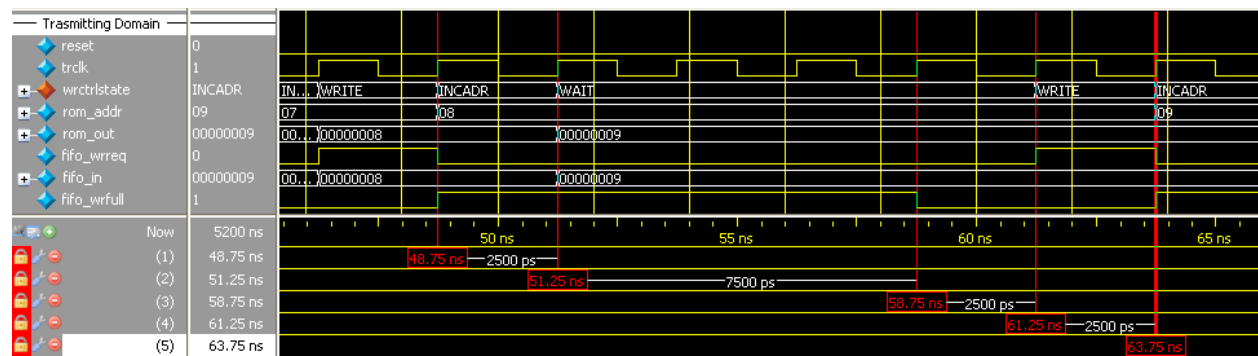 Trasmitting Domain
reset 0
trclk 1
wrctrlstate INCADR IN... WRITE INCADR WAIT WRITE INCADR
rom_addr 09 07 08 09
rom_out 00000009 00... 00000008 00000009
fifo_wrreq 0
fifo_in 00000009 00... 00000008 00000009
fifo_wrfull 1
Now 5200 ns 50 ns 55 ns 60 ns 65 ns
(1) 48.75 ns 48.75 ns 2500 ps
(2) 51.25 ns 51.25 ns 7500 ps
(3) 58.75 ns 58.75 ns 2500 ps
(4) 61.25 ns 61.25 ns 2500 ps
(5) 63.75 ns 63.75 ns